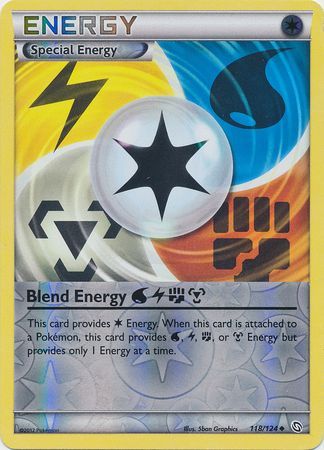 ENERGY
Special Energy
Blend Energy
This card provides Energy. When this card is attached
to a Pokémon, this card provides , , , or Energy but
provides only 1 Energy at a time.
©2012 Pokémon
Illus. 5ban Graphics
118/124